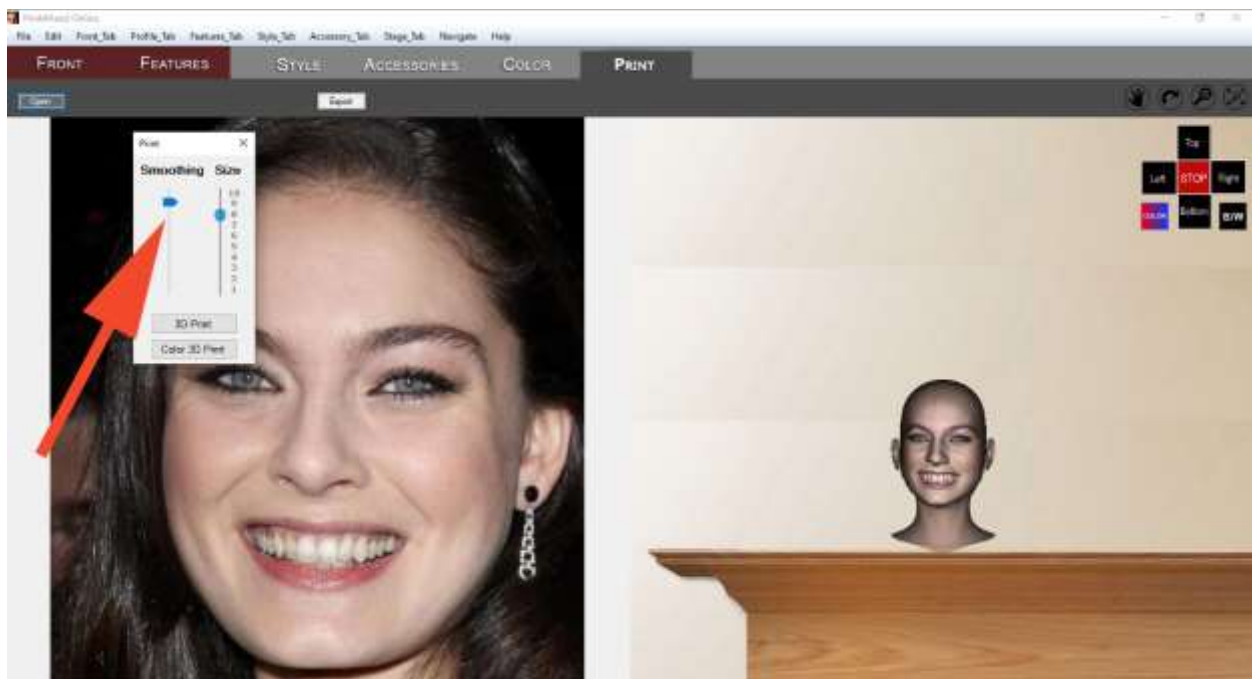 File Edit Front_Tab Profile_Tab Features_Tab Style_Tab Accessory_Tab Stage_Tab Navigate Help
FRONT FEATURES STYLE ACCESSORIES COLOR PRINT
Open Export
Print
Smoothing Size
10
9
8
7
6
5
4
3
2
1
3D Print
Color 3D Print
Top
Left STOP Right
COLOR Bottom B/W